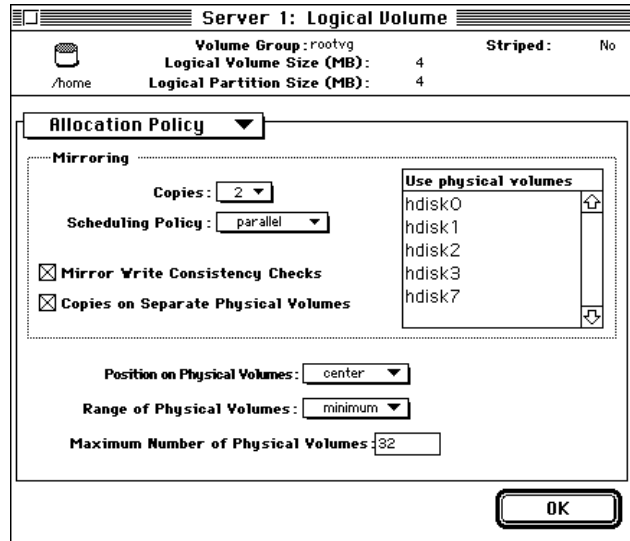 Server 1: Logical Volume
Volume Group: rootvg Striped: No
Logical Volume Size (MB): 4
/home Logical Partition Size (MB): 4
Allocation Policy
Mirroring
Use physical volumes
Copies: 2
hdisk0
Scheduling Policy: parallel
hdisk1
hdisk2
Mirror Write Consistency Checks
hdisk3
Copies on Separate Physical Volumes
hdisk7
Position on Physical Volumes: center
Range of Physical Volumes: minimum
Maximum Number of Physical Volumes: 32
OK